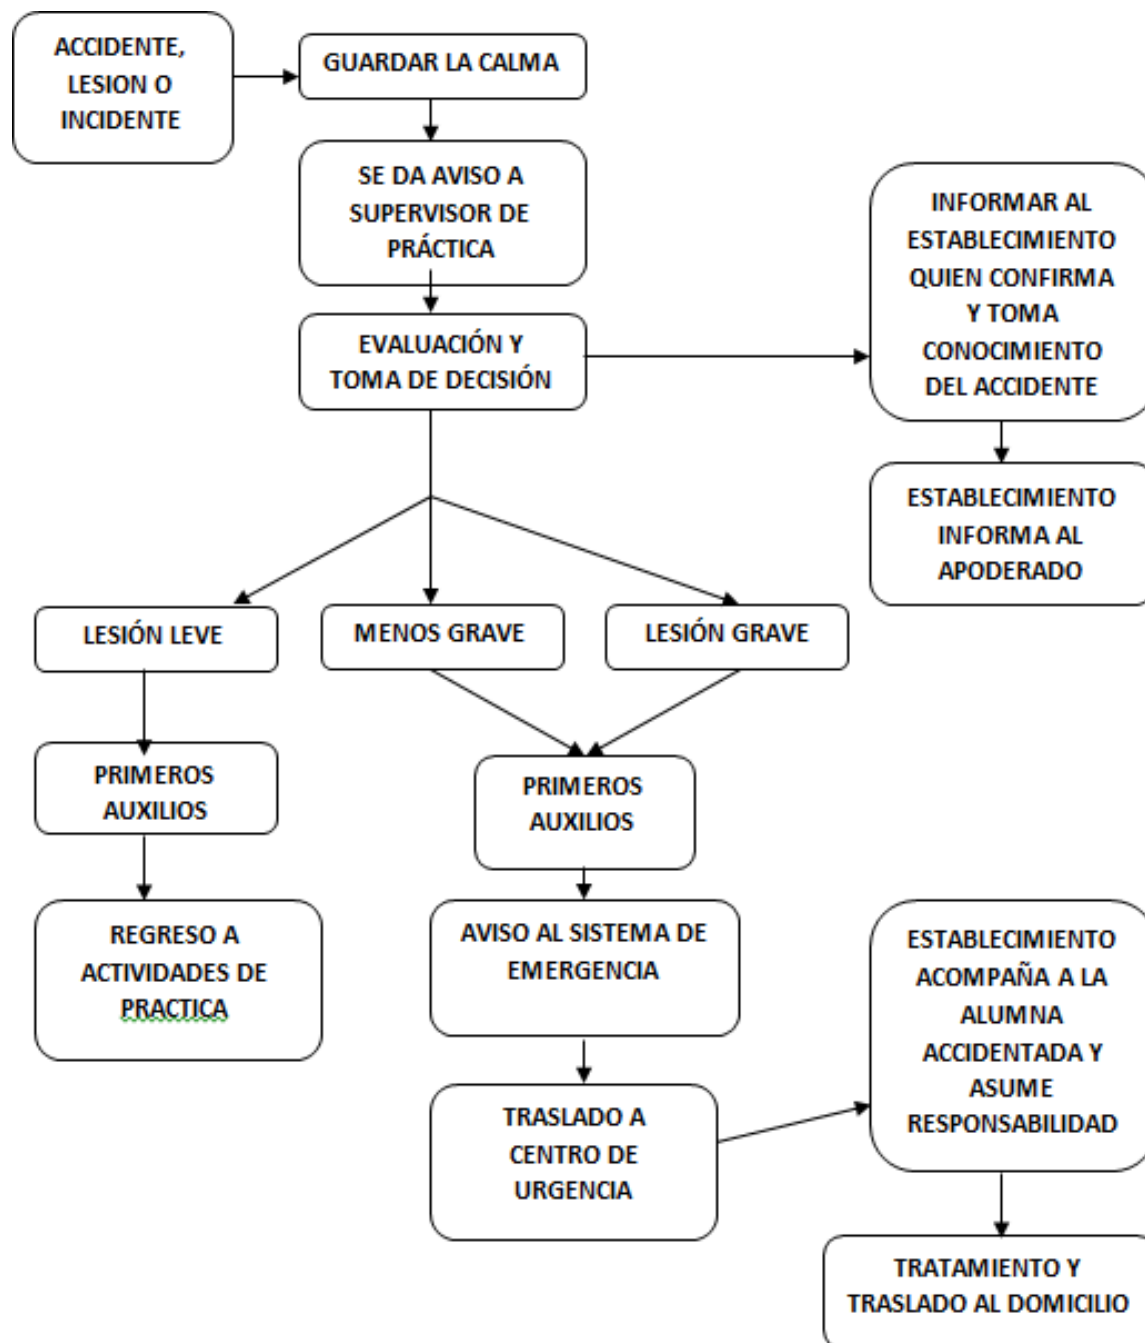 ACCIDENTE,
LESION O
INCIDENTE
GUARDAR LA CALMA
SE DA AVISO A
SUPERVISOR DE
PRÁCTICA
EVALUACIÓN Y
TOMA DE DECISIÓN
INFORMAR AL
ESTABLECIMIENTO
QUIEN CONFIRMA
Y TOMA
CONOCIMIENTO
DEL ACCIDENTE
ESTABLECIMIENTO
INFORMA AL
APODERADO
LESIÓN LEVE
MENOS GRAVE
LESIÓN GRAVE
PRIMEROS
AUXILIOS
PRIMEROS
AUXILIOS
REGRESO A
ACTIVIDADES DE
PRACTICA
AVISO AL SISTEMA DE
EMERGENCIA
TRASLADO A
CENTRO DE
URGENCIA
ESTABLECIMIENTO
ACOMPAÑA A LA
ALUMNA
ACCIDENTADA Y
ASUME
RESPONSABILIDAD
TRATAMIENTO Y
TRASLADO AL DOMICILIO